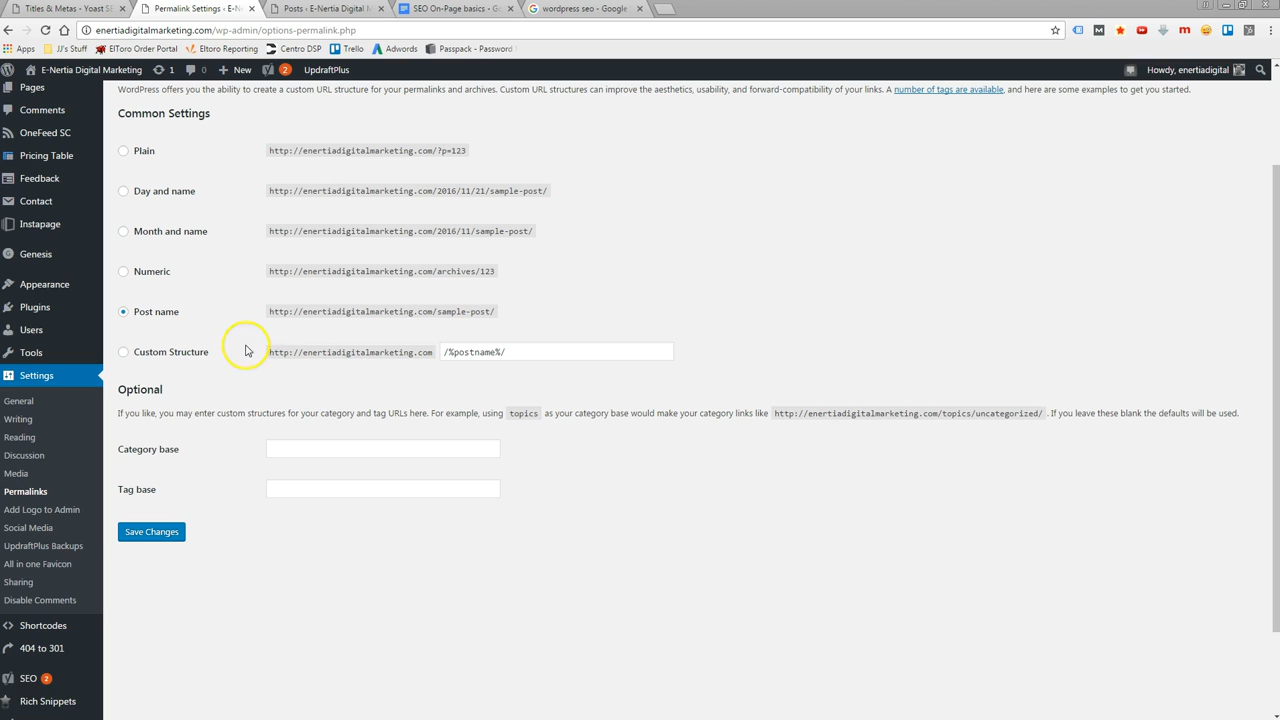 Titles & Metas - Yoast SE
Permalink Settings ‹ E-N
Posts ‹ E-Nertia Digital M
SEO On-Page basics - Go
wordpress seo - Google
enertiadigitalmarketing.com/wp-admin/options-permalink.php
Apps
JJ's Stuff
ElToro Order Portal
Eltoro Reporting
Centro DSP
Trello
Adwords
Passpack - Password
E-Nertia Digital Marketing
1
0
New
2
UpdraftPlus
Howdy, enertiadigital
WordPress offers you the ability to create a custom URL structure for your permalinks and archives. Custom URL structures can improve the aesthetics, usability, and forward-compatibility of your links. A number of tags are available, and here are some examples to get you started.
Pages
Comments
OneFeed SC
Pricing Table
Feedback
Contact
Instapage
Genesis
Appearance
Plugins
Users
Tools
Settings
General
Writing
Reading
Discussion
Media
Permalinks
Add Logo to Admin
Social Media
UpdraftPlus Backups
All in one Favicon
Sharing
Disable Comments
Shortcodes
404 to 301
SEO 2
Rich Snippets
Common Settings
Plain http://enertiadigitalmarketing.com/?p=123
Day and name http://enertiadigitalmarketing.com/2016/11/21/sample-post/
Month and name http://enertiadigitalmarketing.com/2016/11/sample-post/
Numeric http://enertiadigitalmarketing.com/archives/123
Post name http://enertiadigitalmarketing.com/sample-post/
Custom Structure http://enertiadigitalmarketing.com /%postname%/
Optional
If you like, you may enter custom structures for your category and tag URLs here. For example, using topics as your category base would make your category links like http://enertiadigitalmarketing.com/topics/uncategorized/ . If you leave these blank the defaults will be used.
Category base
Tag base
Save Changes